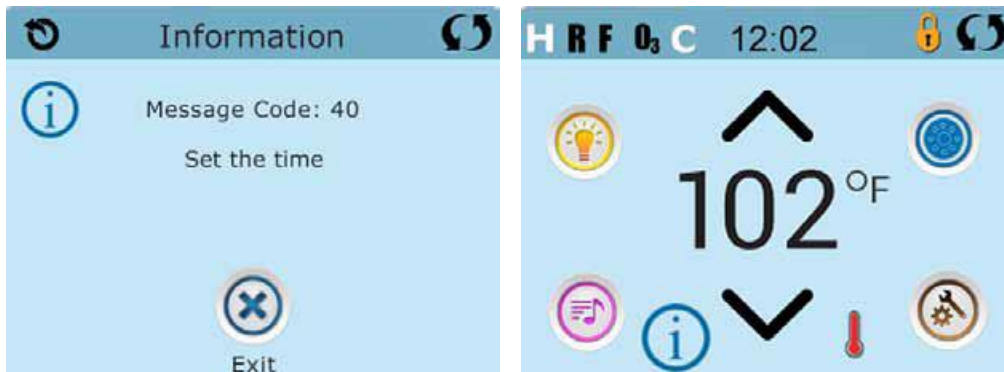 Information
Message Code: 40
Set the time
Exit
H R F O₃ C 12:02
102 °F